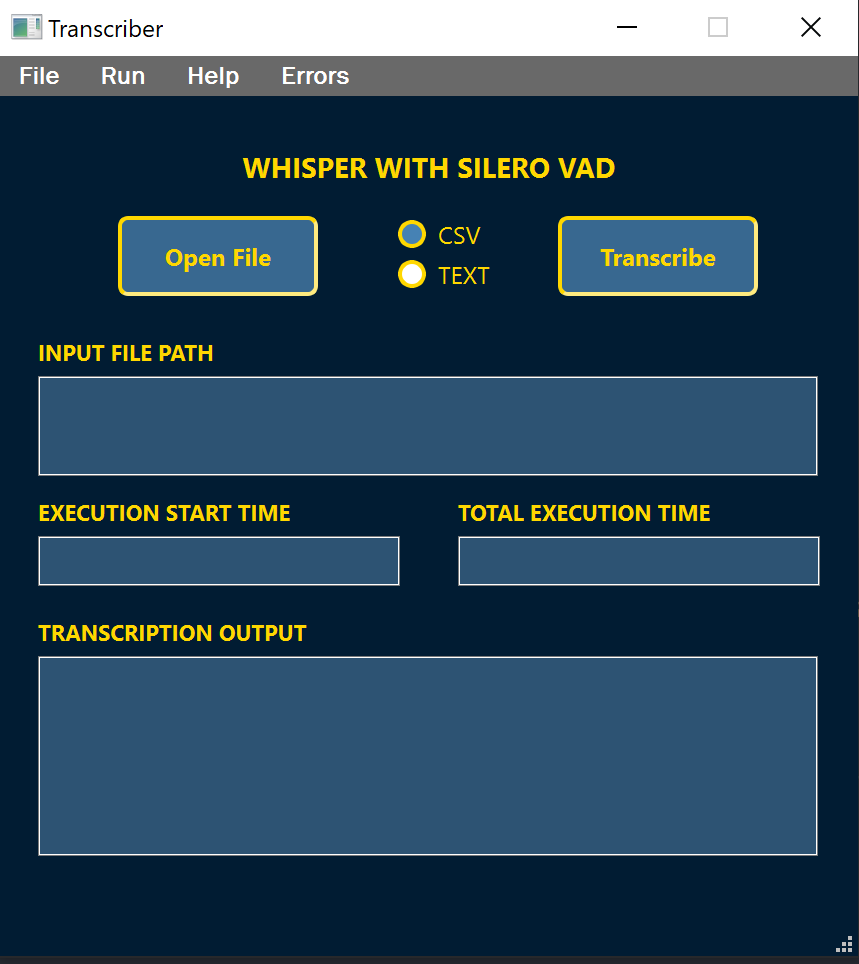 Transcriber
File Run Help Errors
WHISPER WITH SILERO VAD
Open File
CSV
TEXT
Transcribe
INPUT FILE PATH
EXECUTION START TIME
TOTAL EXECUTION TIME
TRANSCRIPTION OUTPUT